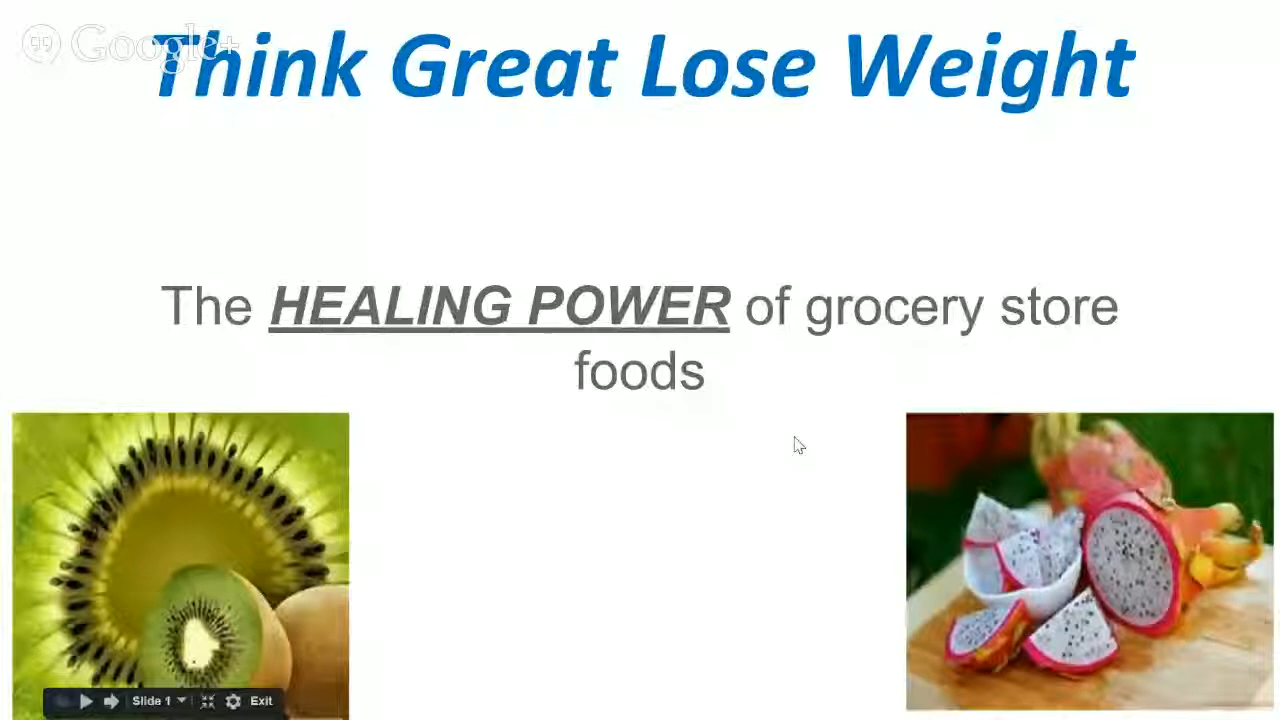 Google+
Think Great Lose Weight
The HEALING POWER of grocery store
foods
Slide 1
Exit